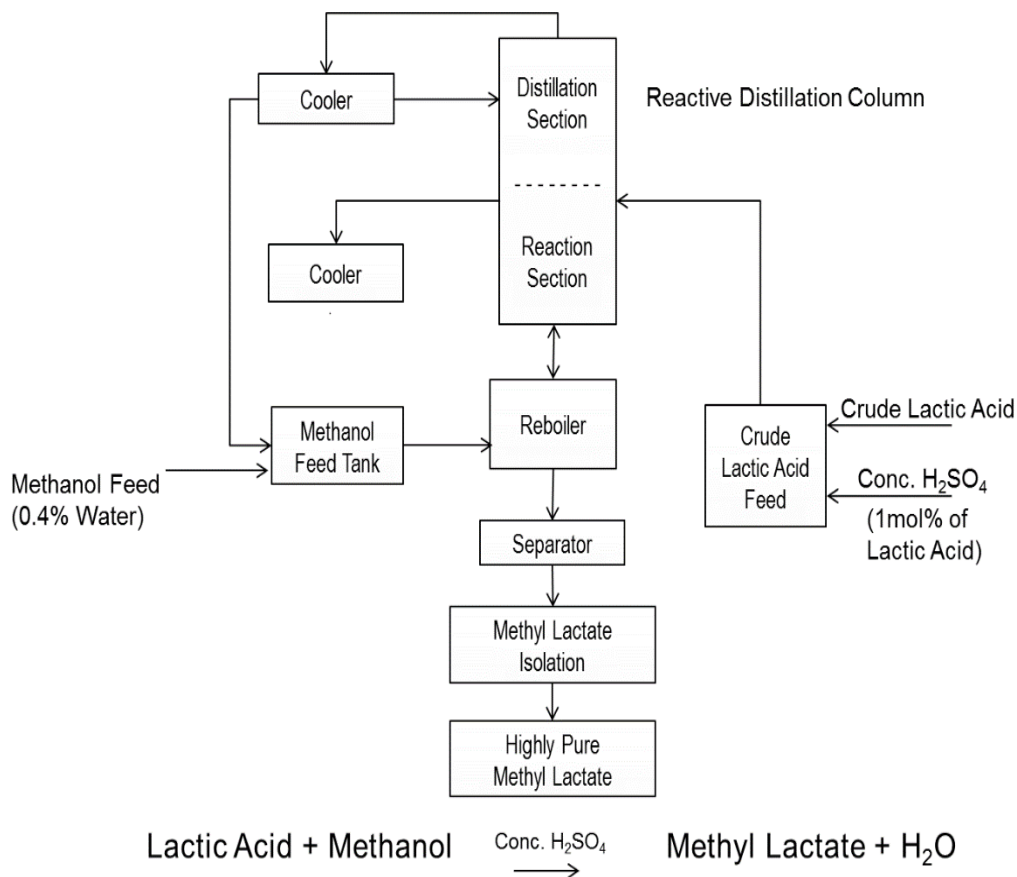 Cooler
Distillation
Section
Reactive Distillation Column
Reaction
Section
Cooler
Methanol
Feed Tank
Reboiler
Crude
Lactic Acid
Feed
Crude Lactic Acid
Conc. H₂SO₄
(1mol% of
Lactic Acid)
Methanol Feed
(0.4% Water)
Separator
Methyl Lactate
Isolation
Highly Pure
Methyl Lactate
Lactic Acid + Methanol Conc. H₂SO₄ → Methyl Lactate + H₂O